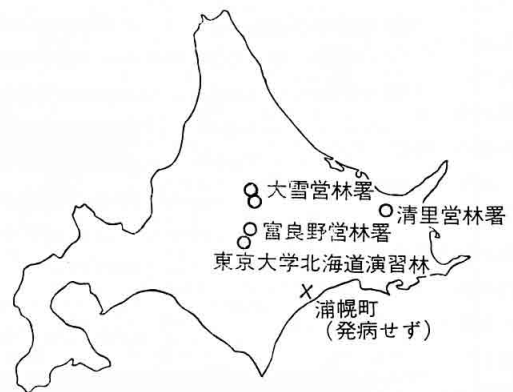 大雪営林署
清里営林署
富良野営林署
東京大学北海道演習林
浦幌町
（発病せず）